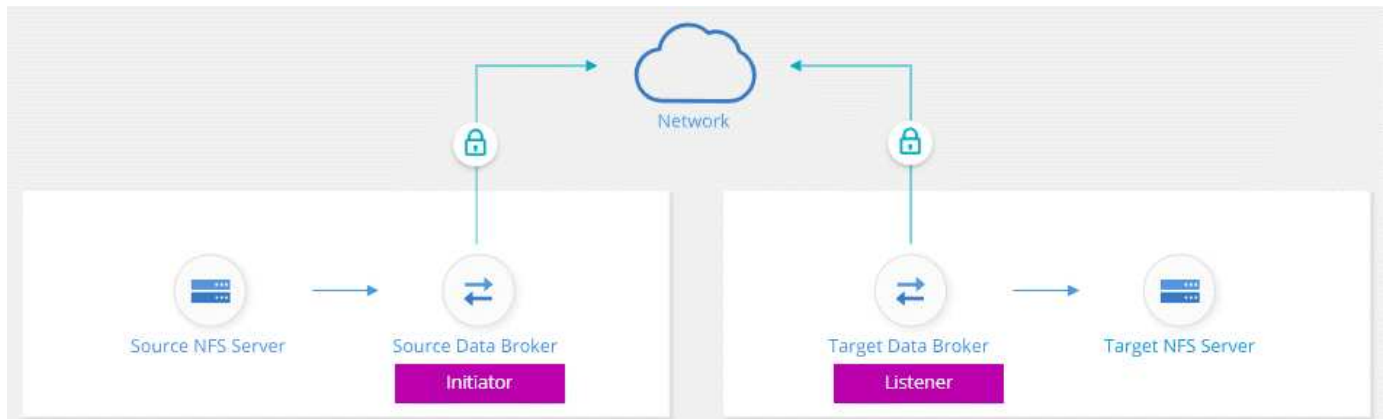 Network
Source NFS Server
Source Data Broker
Target Data Broker
Target NFS Server
Initiator
Listener